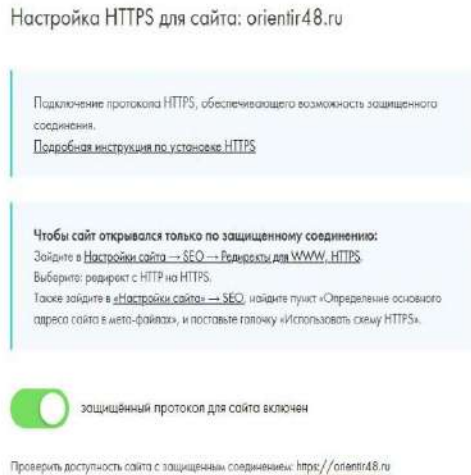 Настройка HTTPS для сайта: orientir48.ru
Подключение протокола HTTPS, обеспечивающего возможность защищенного
соединения.
Подробная инструкция по установке HTTPS
Чтобы сайт открывался только по защищенному соединению:
Зайдите в Настройки сайта → SEO → Редиректы для WWW, HTTPS.
Выберите: редирект с HTTP на HTTPS.
Также зайдите в «Настройки сайта» → SEO, найдите пункт «Определение основного
адреса сайта в мета-файлах», и поставьте галочку «Использовать схему HTTPS».
защищённый протокол для сайта включен
Проверить доступность сайта с защищенным соединением: https://orientir48.ru